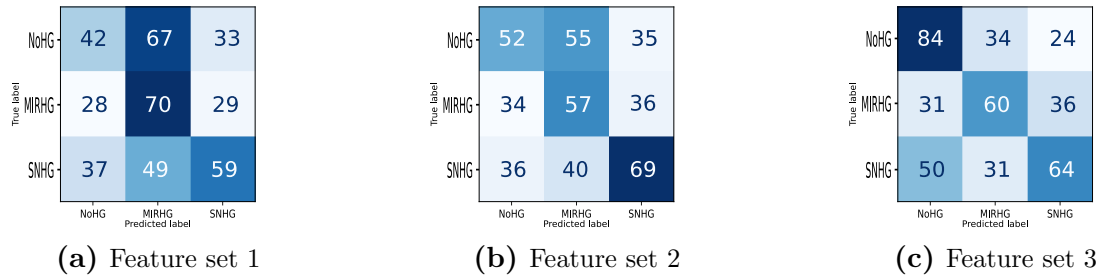 True label
NoHG 42 67 33
MIRHG 28 70 29
SNHG 37 49 59
NoHG MIRHG SNHG
Predicted label
(a) Feature set 1
True label
NoHG 52 55 35
MIRHG 34 57 36
SNHG 36 40 69
NoHG MIRHG SNHG
Predicted label
(b) Feature set 2
True label
NoHG 84 34 24
MIRHG 31 60 36
SNHG 50 31 64
NoHG MIRHG SNHG
Predicted label
(c) Feature set 3